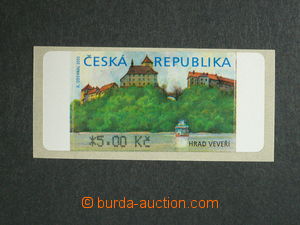 ČESKÁ REPUBLIKA
*5.00 Kč
HRAD VEVEŘÍ
© burda-auction.com